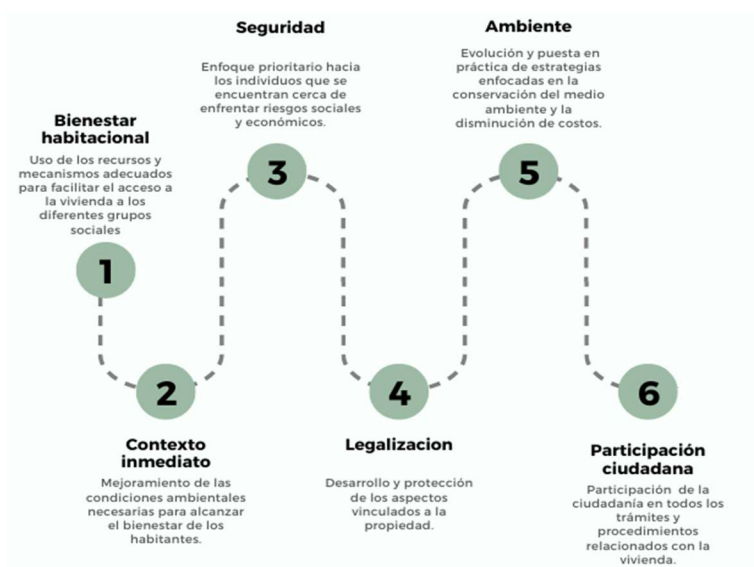 Bienestar
habitacional
Uso de los recursos y
mecanismos adecuados
para facilitar el acceso a
la vivienda a los
diferentes grupos
sociales
1
2
Contexto
inmediato
Mejoramiento de las
condiciones ambientales
necesarias para alcanzar
el bienestar de los
habitantes.
Seguridad
Enfoque prioritario hacia
los individuos que se
encuentran cerca de
enfrentar riesgos sociales
y económicos.
3
4
Legalizacion
Desarrollo y protección
de los aspectos
vinculados a la
propiedad.
Ambiente
Evolución y puesta en
práctica de estrategias
enfocadas en la
conservación del medio
ambiente y la
disminución de costos.
5
6
Participación
ciudadana
Participación de la
ciudadanía en todos los
trámites y
procedimientos
relacionados con la
vivienda.